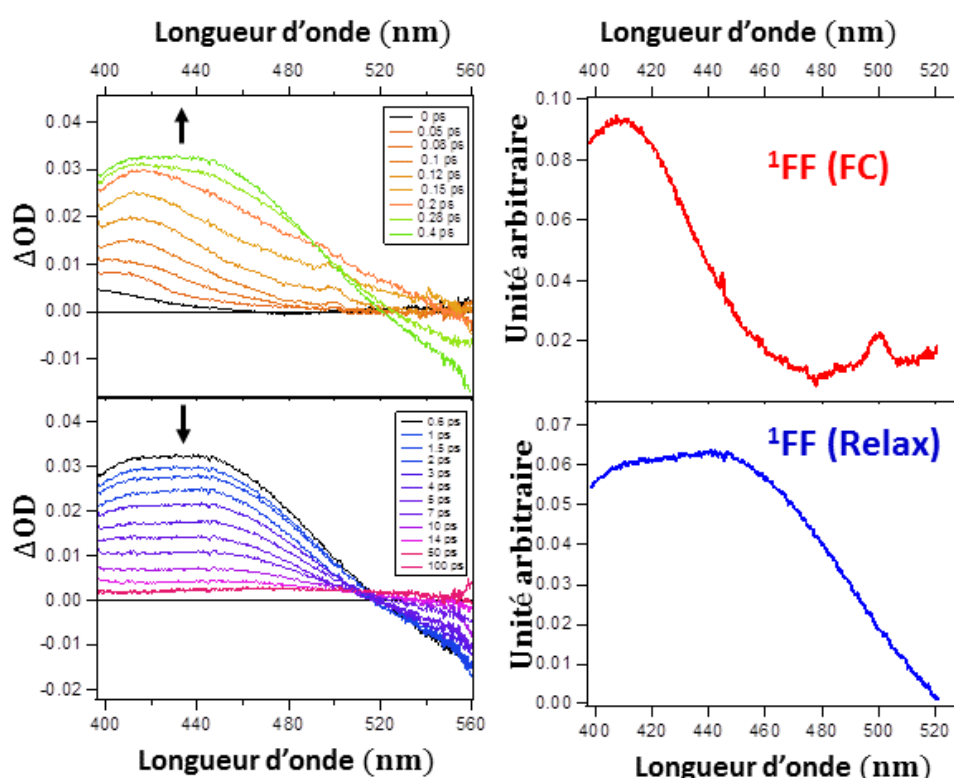 Longueur d'onde (nm)
400 440 480 520 560
ΔOD
0.04
0.03
0.02
0.01
0.00
-0.01
0 ps
0.05 ps
0.08 ps
0.1 ps
0.12 ps
0.15 ps
0.2 ps
0.28 ps
0.4 ps
ΔOD
0.04
0.03
0.02
0.01
0.00
-0.01
-0.02
0.6 ps
1 ps
1.5 ps
2 ps
3 ps
4 ps
5 ps
7 ps
10 ps
14 ps
50 ps
100 ps
400 440 480 520 560
Longueur d'onde (nm)
Longueur d'onde (nm)
400 420 440 460 480 500 520
Unité arbitraire
0.10
0.08
0.06
0.04
0.02
¹FF (FC)
Unité arbitraire
0.07
0.06
0.05
0.04
0.03
0.02
0.01
0.00
¹FF (Relax)
400 420 440 460 480 500 520
Longueur d'onde (nm)